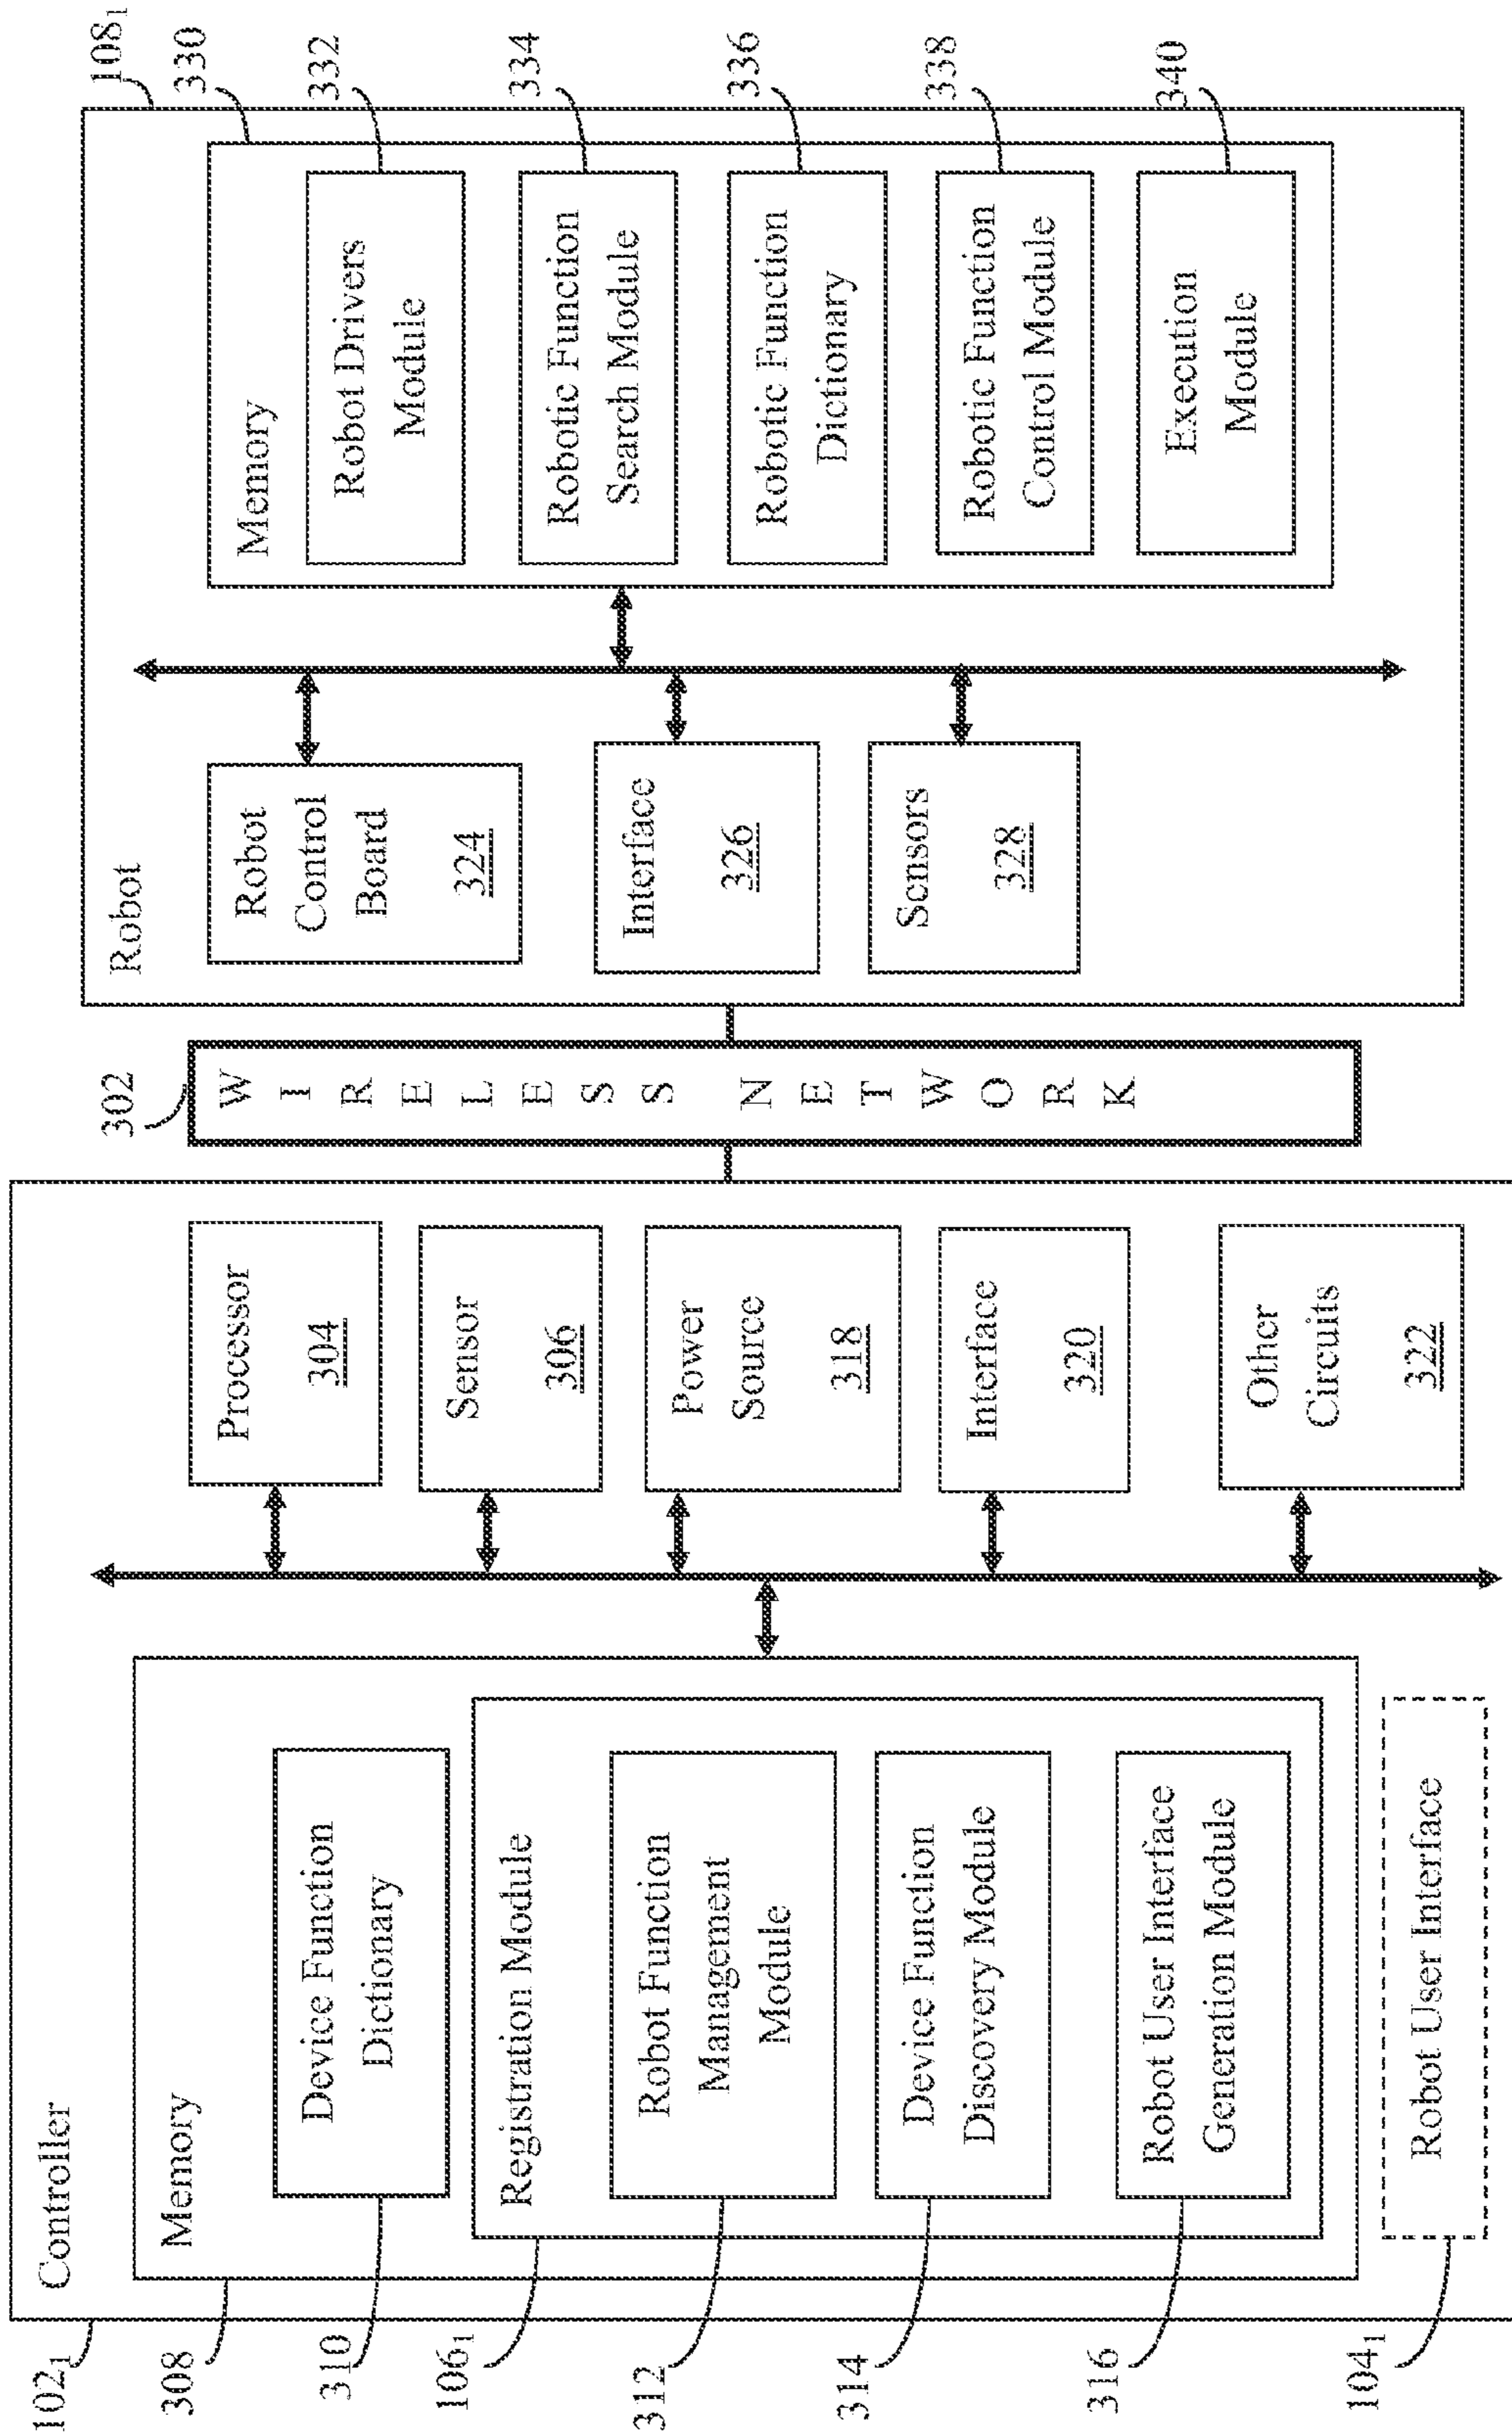 102₁
Controller
308
Memory
310
Device Function
Dictionary
106₁
Registration Module
312
Robot Function
Management
Module
314
Device Function
Discovery Module
316
Robot User Interface
Generation Module
104₁
Robot User Interface
Processor
304
Sensor
306
Power
Source
318
Interface
320
Other
Circuits
322
302
WIRELESS NETWORK
108₁
Robot
Robot
Control
Board
324
Interface
326
Sensors
328
330
Memory
332
Robot Drivers
Module
334
Robotic Function
Search Module
336
Robotic Function
Dictionary
338
Robotic Function
Control Module
340
Execution
Module